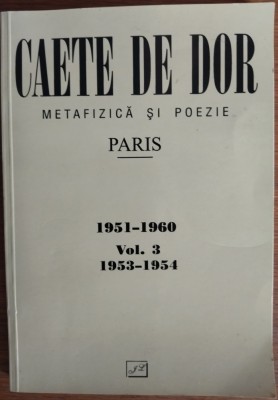 CAETE DE DOR
METAFIZICĂ ȘI POEZIE
PARIS
1951-1960
Vol. 3
1953-1954